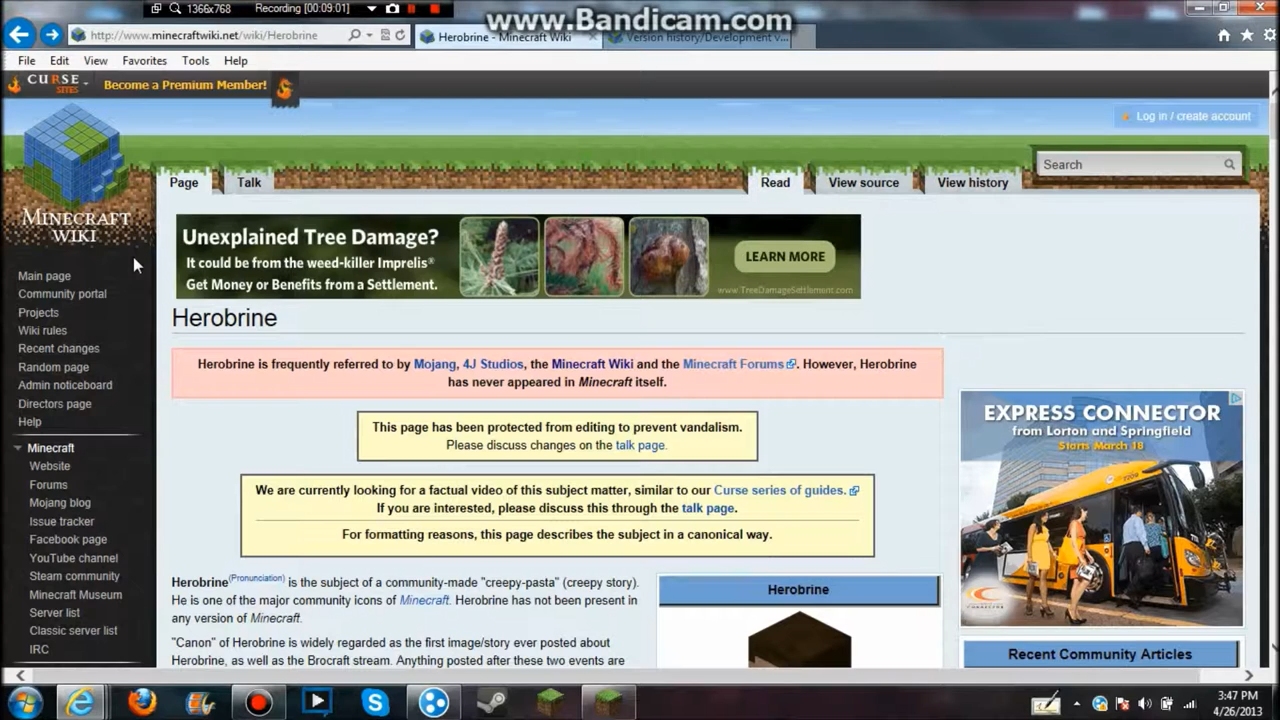 1366x768 Recording [00:09:01]
www.Bandicam.com
http://www.minecraftwiki.net/wiki/Herobrine
Herobrine - Minecraft Wiki
Version history/Development v...
File Edit View Favorites Tools Help
CURSE SITES
Become a Premium Member!
Log in / create account
Search
Page Talk
Read View source View history
MINECRAFT
WIKI
Unexplained Tree Damage?
It could be from the weed-killer Imprelis®
Get Money or Benefits from a Settlement.
LEARN MORE
www.TreeDamageSettlement.com
Main page
Community portal
Projects
Wiki rules
Recent changes
Random page
Admin noticeboard
Directors page
Help
Minecraft
Website
Forums
Mojang blog
Issue tracker
Facebook page
YouTube channel
Steam community
Minecraft Museum
Server list
Classic server list
IRC
Herobrine
Herobrine is frequently referred to by Mojang, 4J Studios, the Minecraft Wiki and the Minecraft Forums. However, Herobrine
has never appeared in Minecraft itself.
This page has been protected from editing to prevent vandalism.
Please discuss changes on the talk page.
We are currently looking for a factual video of this subject matter, similar to our Curse series of guides.
If you are interested, please discuss this through the talk page.
For formatting reasons, this page describes the subject in a canonical way.
Herobrine(Pronunciation) is the subject of a community-made "creepy-pasta" (creepy story).
He is one of the major community icons of Minecraft. Herobrine has not been present in
any version of Minecraft.
"Canon" of Herobrine is widely regarded as the first image/story ever posted about
Herobrine, as well as the Brocraft stream. Anything posted after these two events are
Herobrine
EXPRESS CONNECTOR
from Lorton and Springfield
Starts March 18
CONNECTOR
Recent Community Articles
3:47 PM
4/26/2013